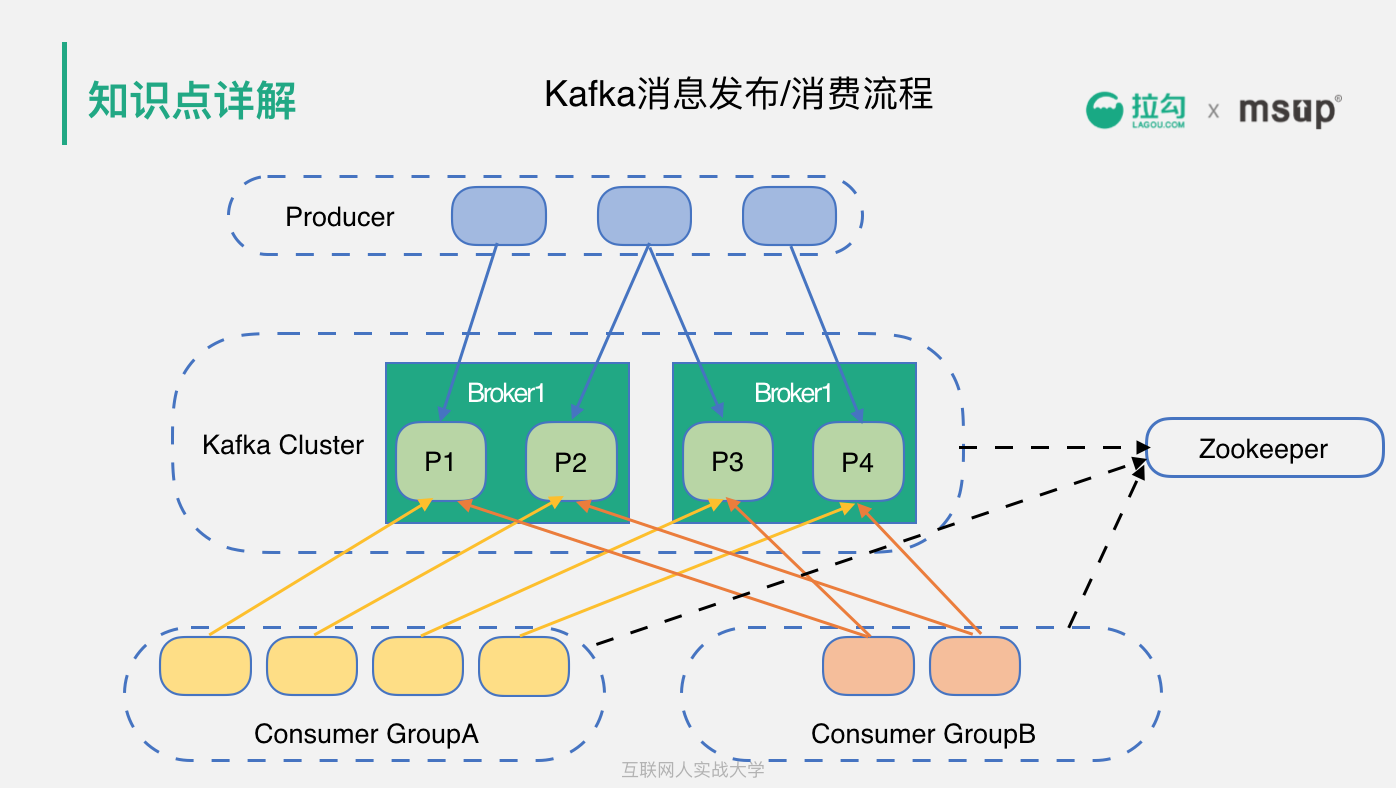 知识点详解
Kafka消息发布/消费流程
拉勾
LAGOU.COM
x
msup®
Producer
Broker1
Broker1
Kafka Cluster
P1
P2
P3
P4
Zookeeper
Consumer GroupA
Consumer GroupB
互联网人实战大学